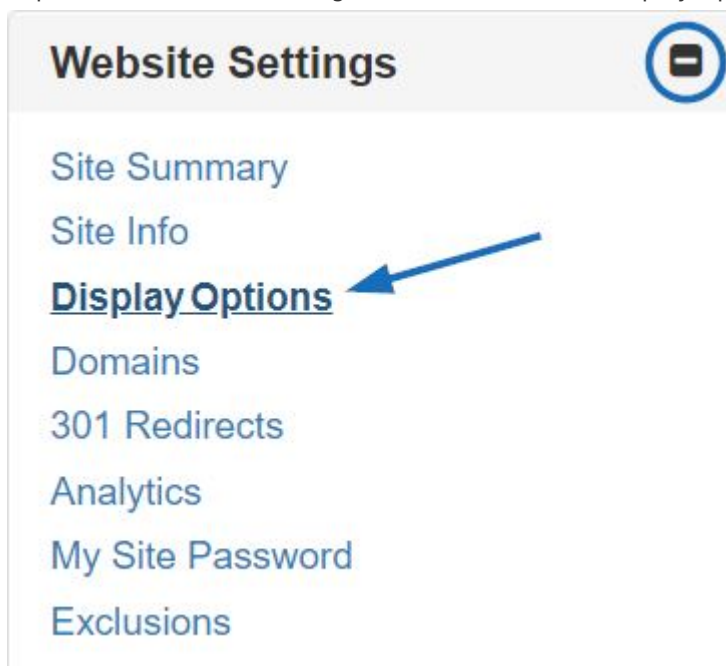 Website Settings
Site Summary
Site Info
Display Options
Domains
301 Redirects
Analytics
My Site Password
Exclusions